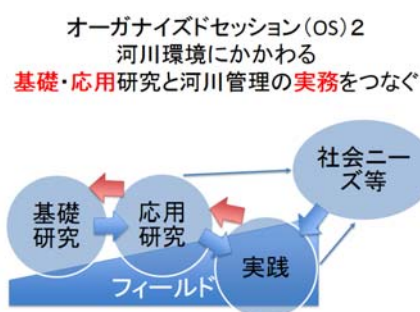 オーガナイズドセッション(OS)2
河川環境にかかわる
基礎・応用研究と河川管理の実務をつなぐ
社会ニー
ズ等
基礎
研究
応用
研究
実践
フィールド